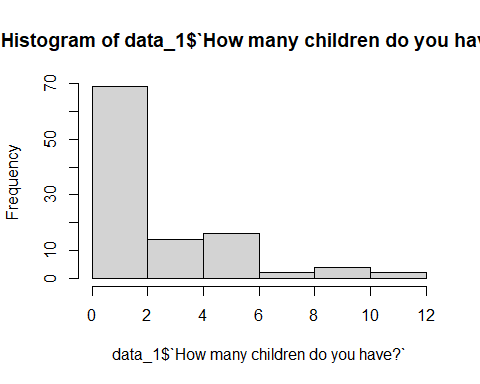 Histogram of data_1$`How many children do you hav
Frequency
70
50
30
10
0
0 2 4 6 8 10 12
data_1$`How many children do you have?`